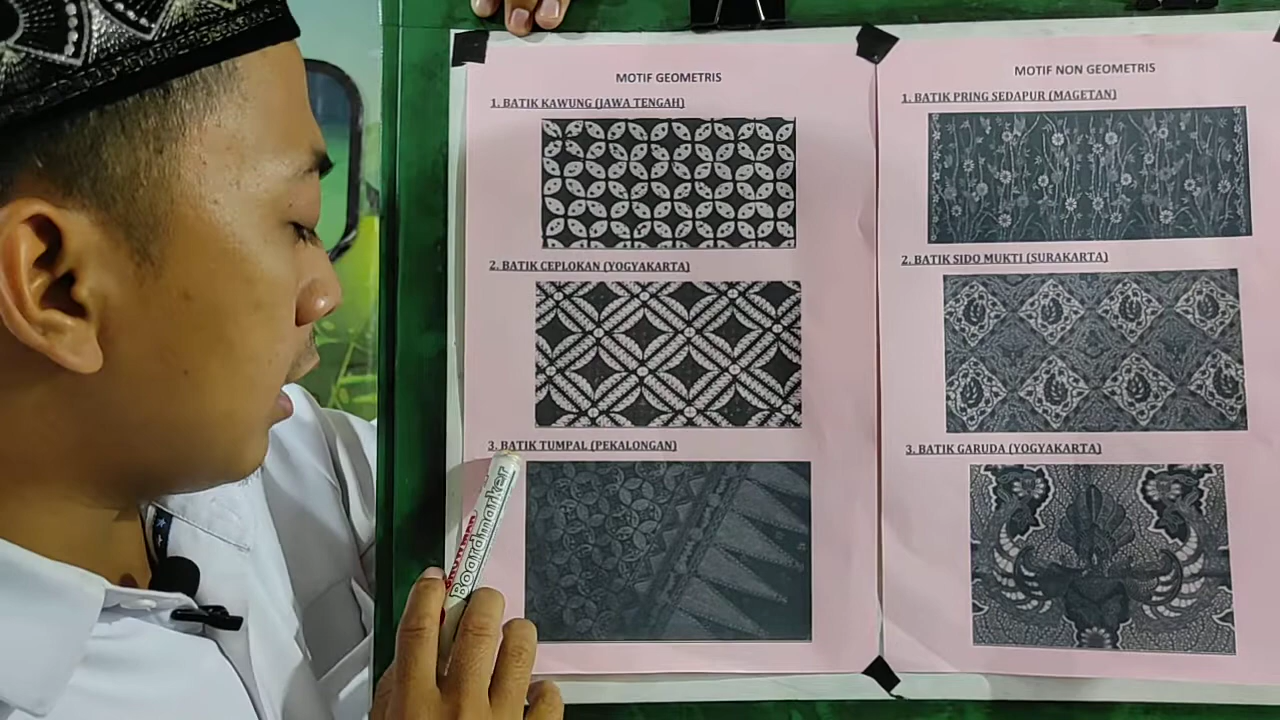 MOTIF GEOMETRIS
1. BATIK KAWUNG (JAWA TENGAH)
2. BATIK CEPLOKAN (YOGYAKARTA)
3. BATIK TUMPAL (PEKALONGAN)
MOTIF NON GEOMETRIS
1. BATIK PRING SEDAPUR (MAGETAN)
2. BATIK SIDO MUKTI (SURAKARTA)
3. BATIK GARUDA (YOGYAKARTA)
SNOWMAN
Boardmarker